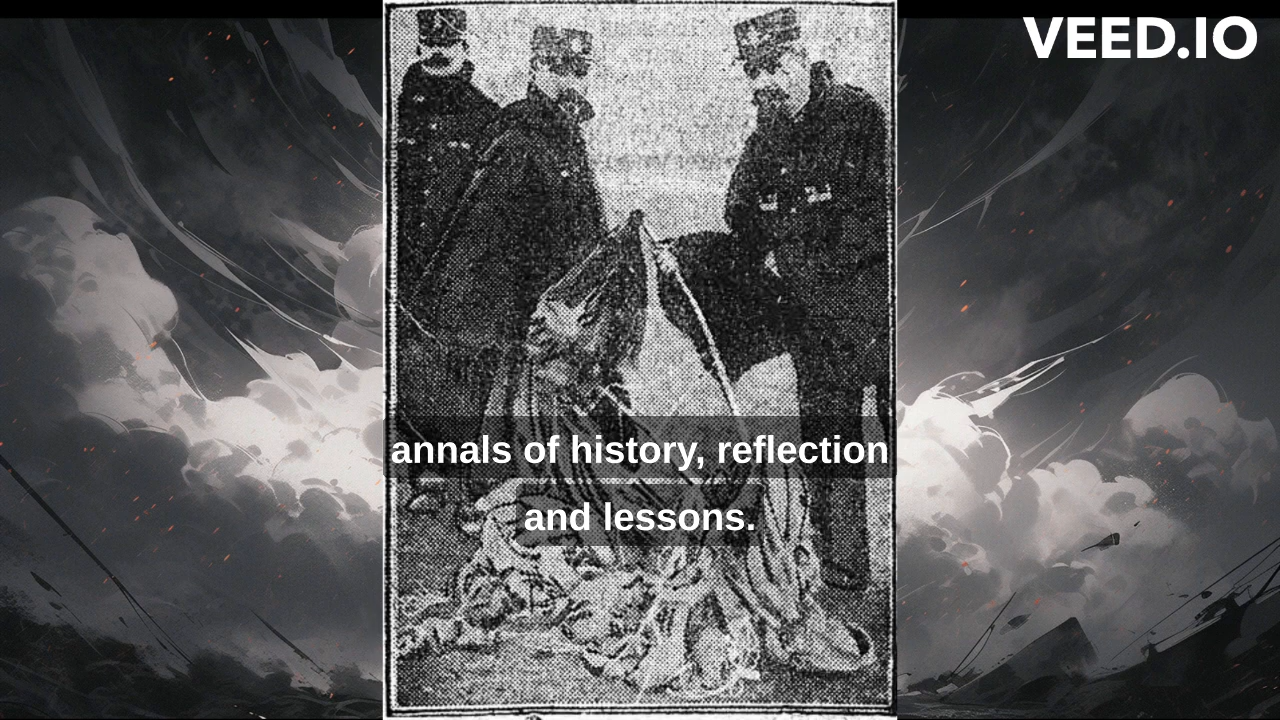 VEED.IO
annals of history, reflection
and lessons.